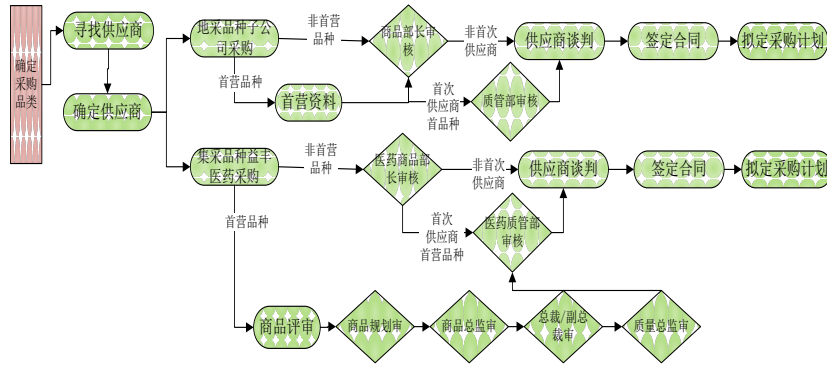 确定
采购
品类
寻找供应商
确定供应商
地采品种子公
司采购
非首营
品种
商品部长审
核
非首次
供应商
供应商谈判
签定合同
拟定采购计划
首营品种
首营资料
首次
供应商
首品种
质管部审核
集采品种益丰
医药采购
非首营
品种
医药商品部
长审核
非首次
供应商
供应商谈判
签定合同
拟定采购计划
首营品种
首次
供应商
首营品种
医药质管部
审核
商品评审
商品规划审
商品总监审
总裁/副总
裁审
质量总监审